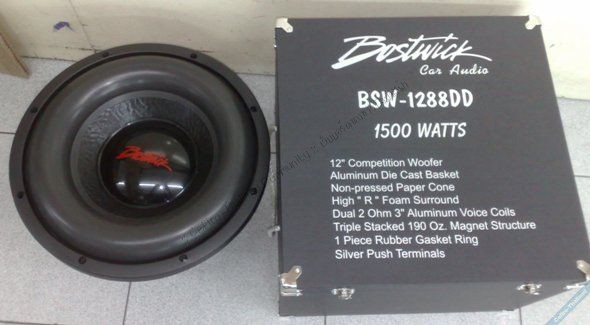 Bostwick
Bostwick
Car Audio
BSW-1288DD
1500 WATTS
12" Competition Woofer
Aluminum Die Cast Basket
Non-pressed Paper Cone
High " R " Foam Surround
Dual 2 Ohm 3" Aluminum Voice Coils
Triple Stacked 190 Oz. Magnet Structure
1 Piece Rubber Gasket Ring
Silver Push Terminals